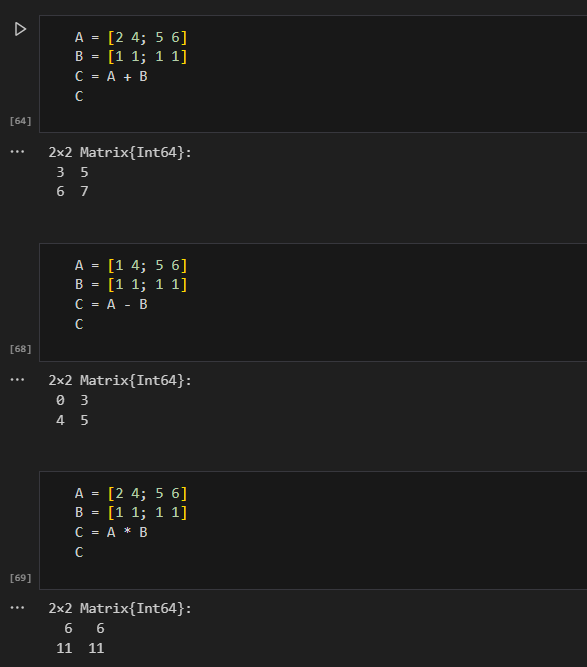 A = [2 4; 5 6]
B = [1 1; 1 1]
C = A + B
C
[64]
... 2×2 Matrix{Int64}:
3 5
6 7
A = [1 4; 5 6]
B = [1 1; 1 1]
C = A - B
C
[68]
... 2×2 Matrix{Int64}:
0 3
4 5
A = [2 4; 5 6]
B = [1 1; 1 1]
C = A * B
C
[69]
... 2×2 Matrix{Int64}:
6 6
11 11